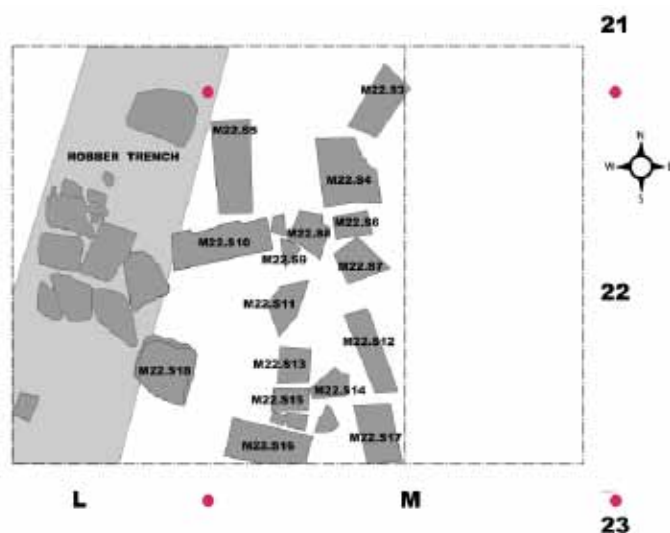 21
M22.S3
M22.S5
ROBBER TRENCH
N
W E
S
M22.S4
M22.S6
M22.S8
M22.S10
M22.S9
M22.S7
22
M22.S11
M22.S12
M22.S13
M22.S18
M22.S14
M22.S15
M22.S16
M22.S17
L
M
23